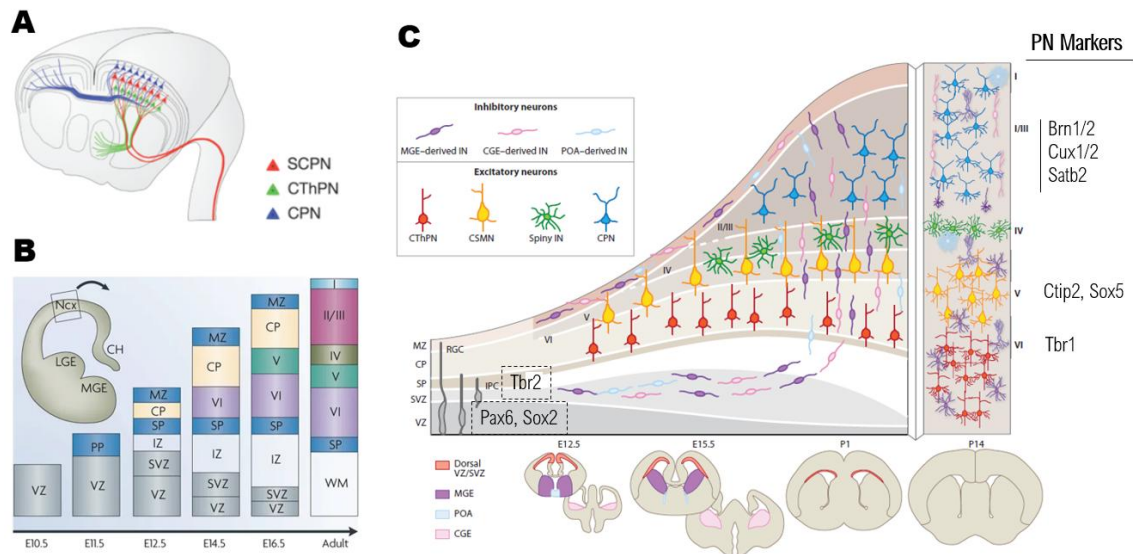 A
SCPN
CThPN
CPN
B
Ncx
CH
LGE
MGE
VZ
PP
VZ
MZ
CP
SP
IZ
SVZ
VZ
MZ
CP
VI
SP
IZ
SVZ
VZ
MZ
CP
V
VI
SP
IZ
SVZ
VZ
I
II/III
IV
V
VI
SP
WM
E10.5 E11.5 E12.5 E14.5 E16.5 Adult
C
PN Markers
Inhibitory neurons
MGE–derived IN CGE–derived IN POA–derived IN
Excitatory neurons
CThPN CSMN Spiny IN CPN
II/III
IV
V
VI
MZ
CP
SP
SVZ
VZ
RGC
IPC
Tbr2
Pax6, Sox2
I
I/III
IV
V
VI
Brn1/2
Cux1/2
Satb2
Ctip2, Sox5
Tbr1
E12.5 E15.5 P1 P14
Dorsal
VZ/SVZ
MGE
POA
CGE